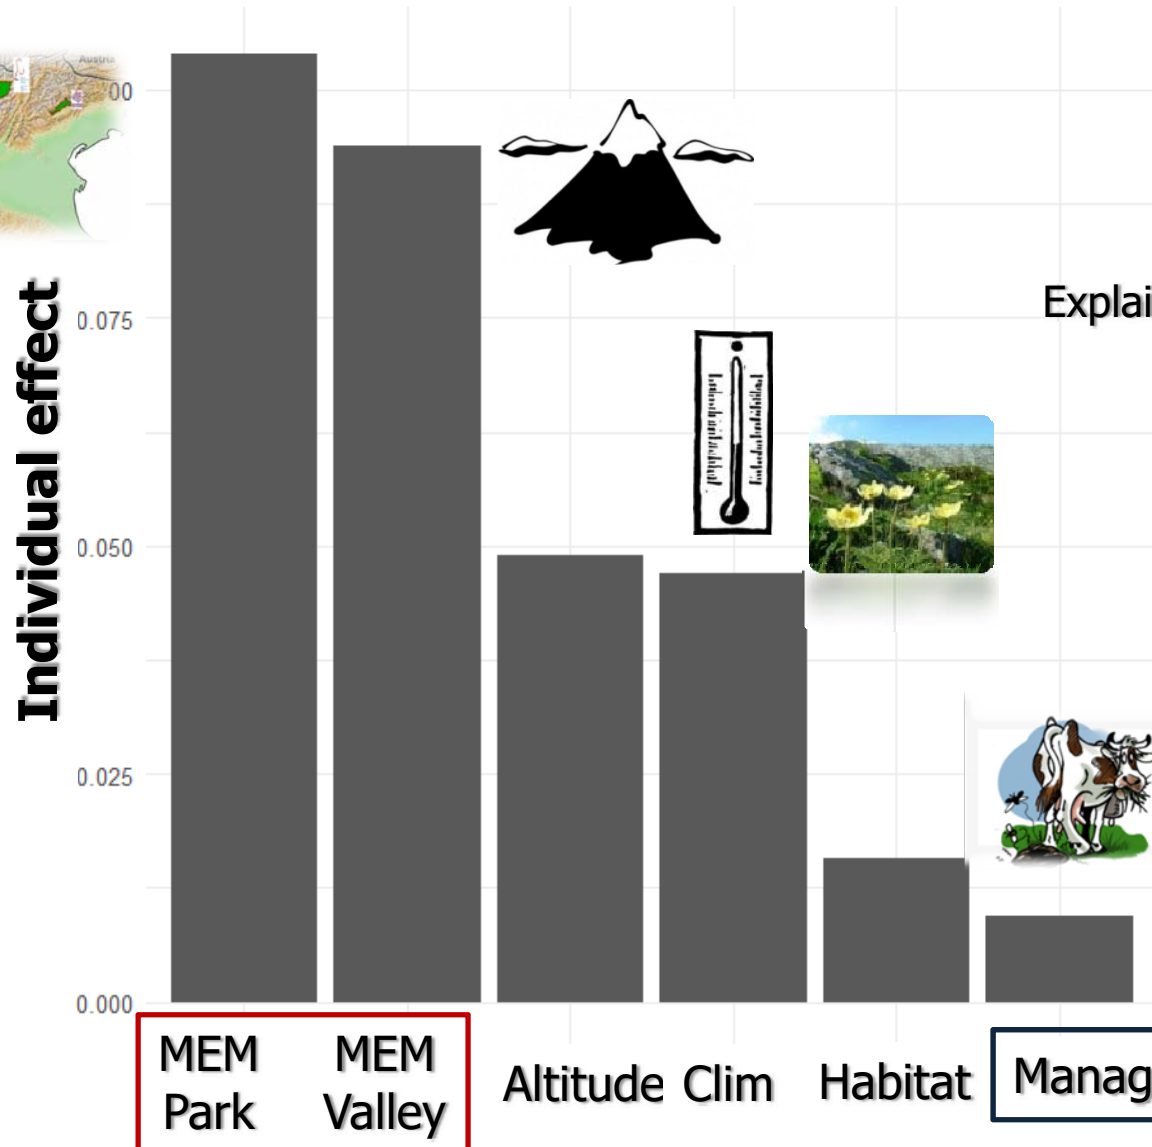 Austria
00
Individual effect
0.075
Explai
0.050
0.025
0.000
MEM
Park
MEM
Valley
Altitude
Clim
Habitat
Manag